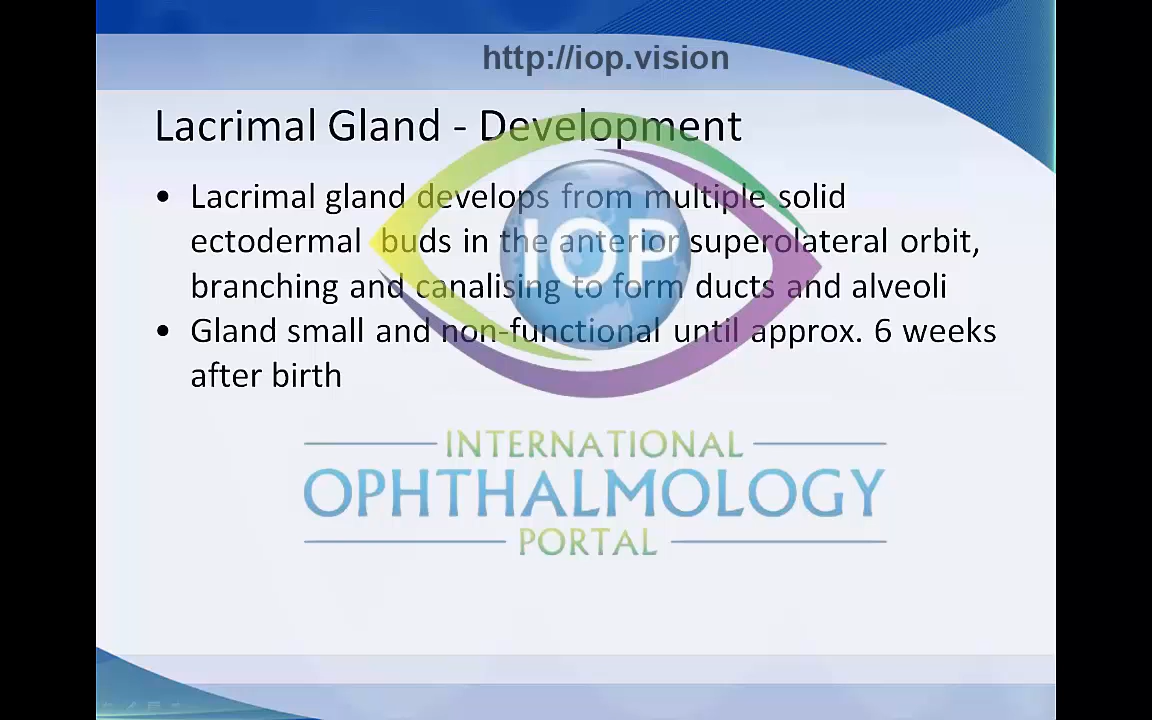 http://iop.vision
Lacrimal Gland - Development
• Lacrimal gland develops from multiple solid
ectodermal buds in the anterior superolateral orbit,
branching and canalising to form ducts and alveoli
• Gland small and non-functional until approx. 6 weeks
after birth
IOP
INTERNATIONAL
OPHTHALMOLOGY
PORTAL